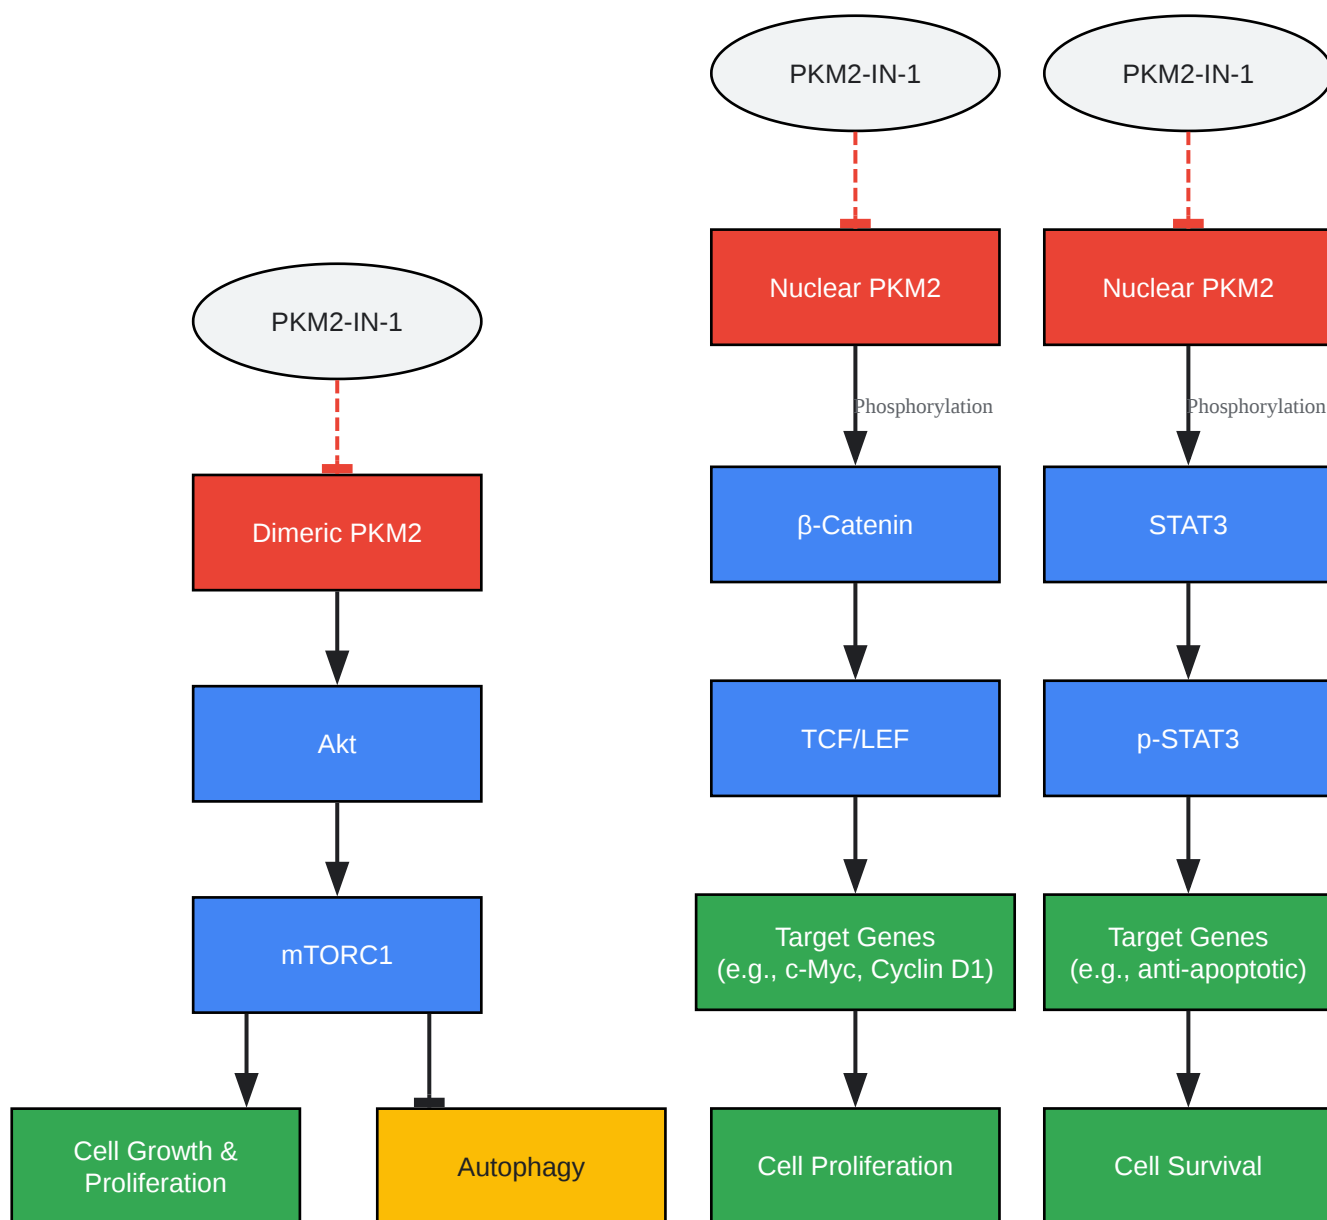 PKM2-IN-1
Dimeric PKM2
Akt
mTORC1
Cell Growth &
Proliferation
Autophagy
PKM2-IN-1
Nuclear PKM2
Phosphorylation
β-Catenin
TCF/LEF
Target Genes
(e.g., c-Myc, Cyclin D1)
Cell Proliferation
PKM2-IN-1
Nuclear PKM2
Phosphorylation
STAT3
p-STAT3
Target Genes
(e.g., anti-apoptotic)
Cell Survival